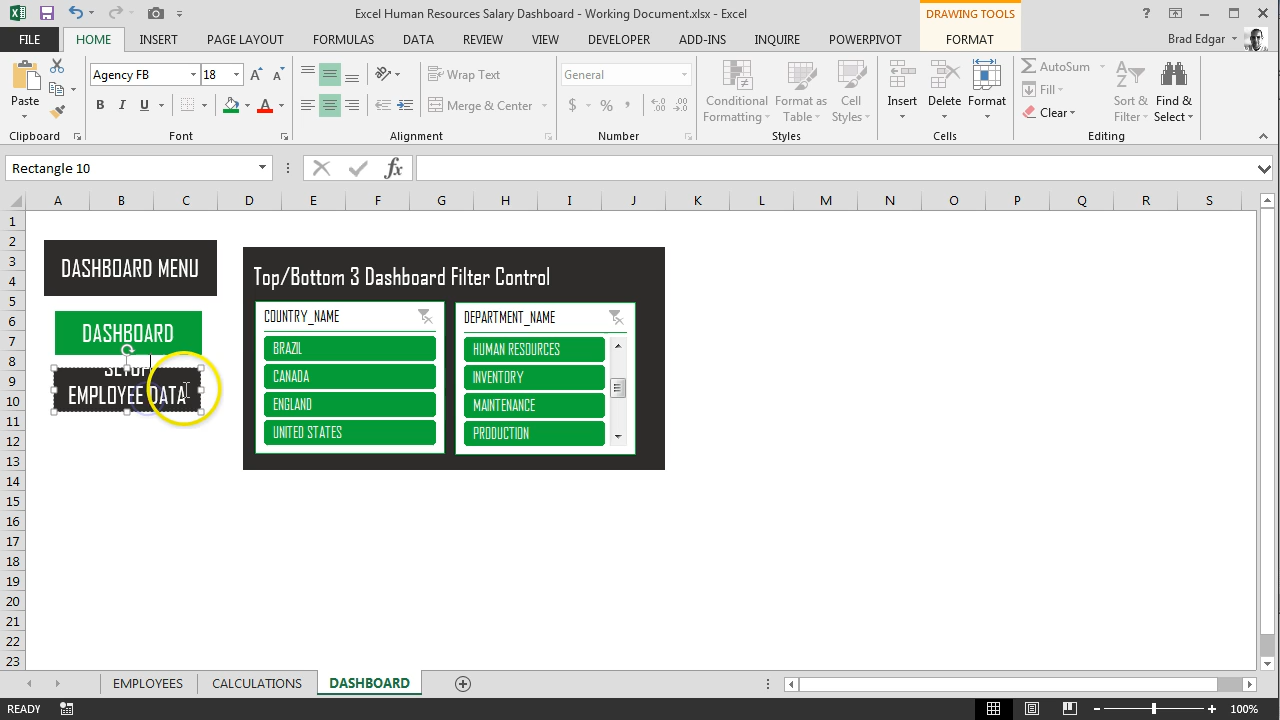 Excel Human Resources Salary Dashboard - Working Document.xlsx - Excel
DRAWING TOOLS
?
FILE HOME INSERT PAGE LAYOUT FORMULAS DATA REVIEW VIEW DEVELOPER ADD-INS INQUIRE POWERPIVOT FORMAT
Brad Edgar
Paste
Agency FB 18
B I U
Wrap Text
Merge & Center
General
$ % ,
Conditional Formatting
Format as Table
Cell Styles
Insert Delete Format
AutoSum
Fill
Clear
Sort & Filter
Find & Select
Clipboard Font Alignment Number Styles Cells Editing
Rectangle 10
fx
A B C D E F G H I J K L M N O P Q R S
1
2
3
4
5
6
7
8
9
10
11
12
13
14
15
16
17
18
19
20
21
22
23
DASHBOARD MENU
DASHBOARD
SETUP
EMPLOYEE DATA
Top/Bottom 3 Dashboard Filter Control
COUNTRY_NAME
BRAZIL
CANADA
ENGLAND
UNITED STATES
DEPARTMENT_NAME
HUMAN RESOURCES
INVENTORY
MAINTENANCE
PRODUCTION
EMPLOYEES CALCULATIONS DASHBOARD
READY
100%